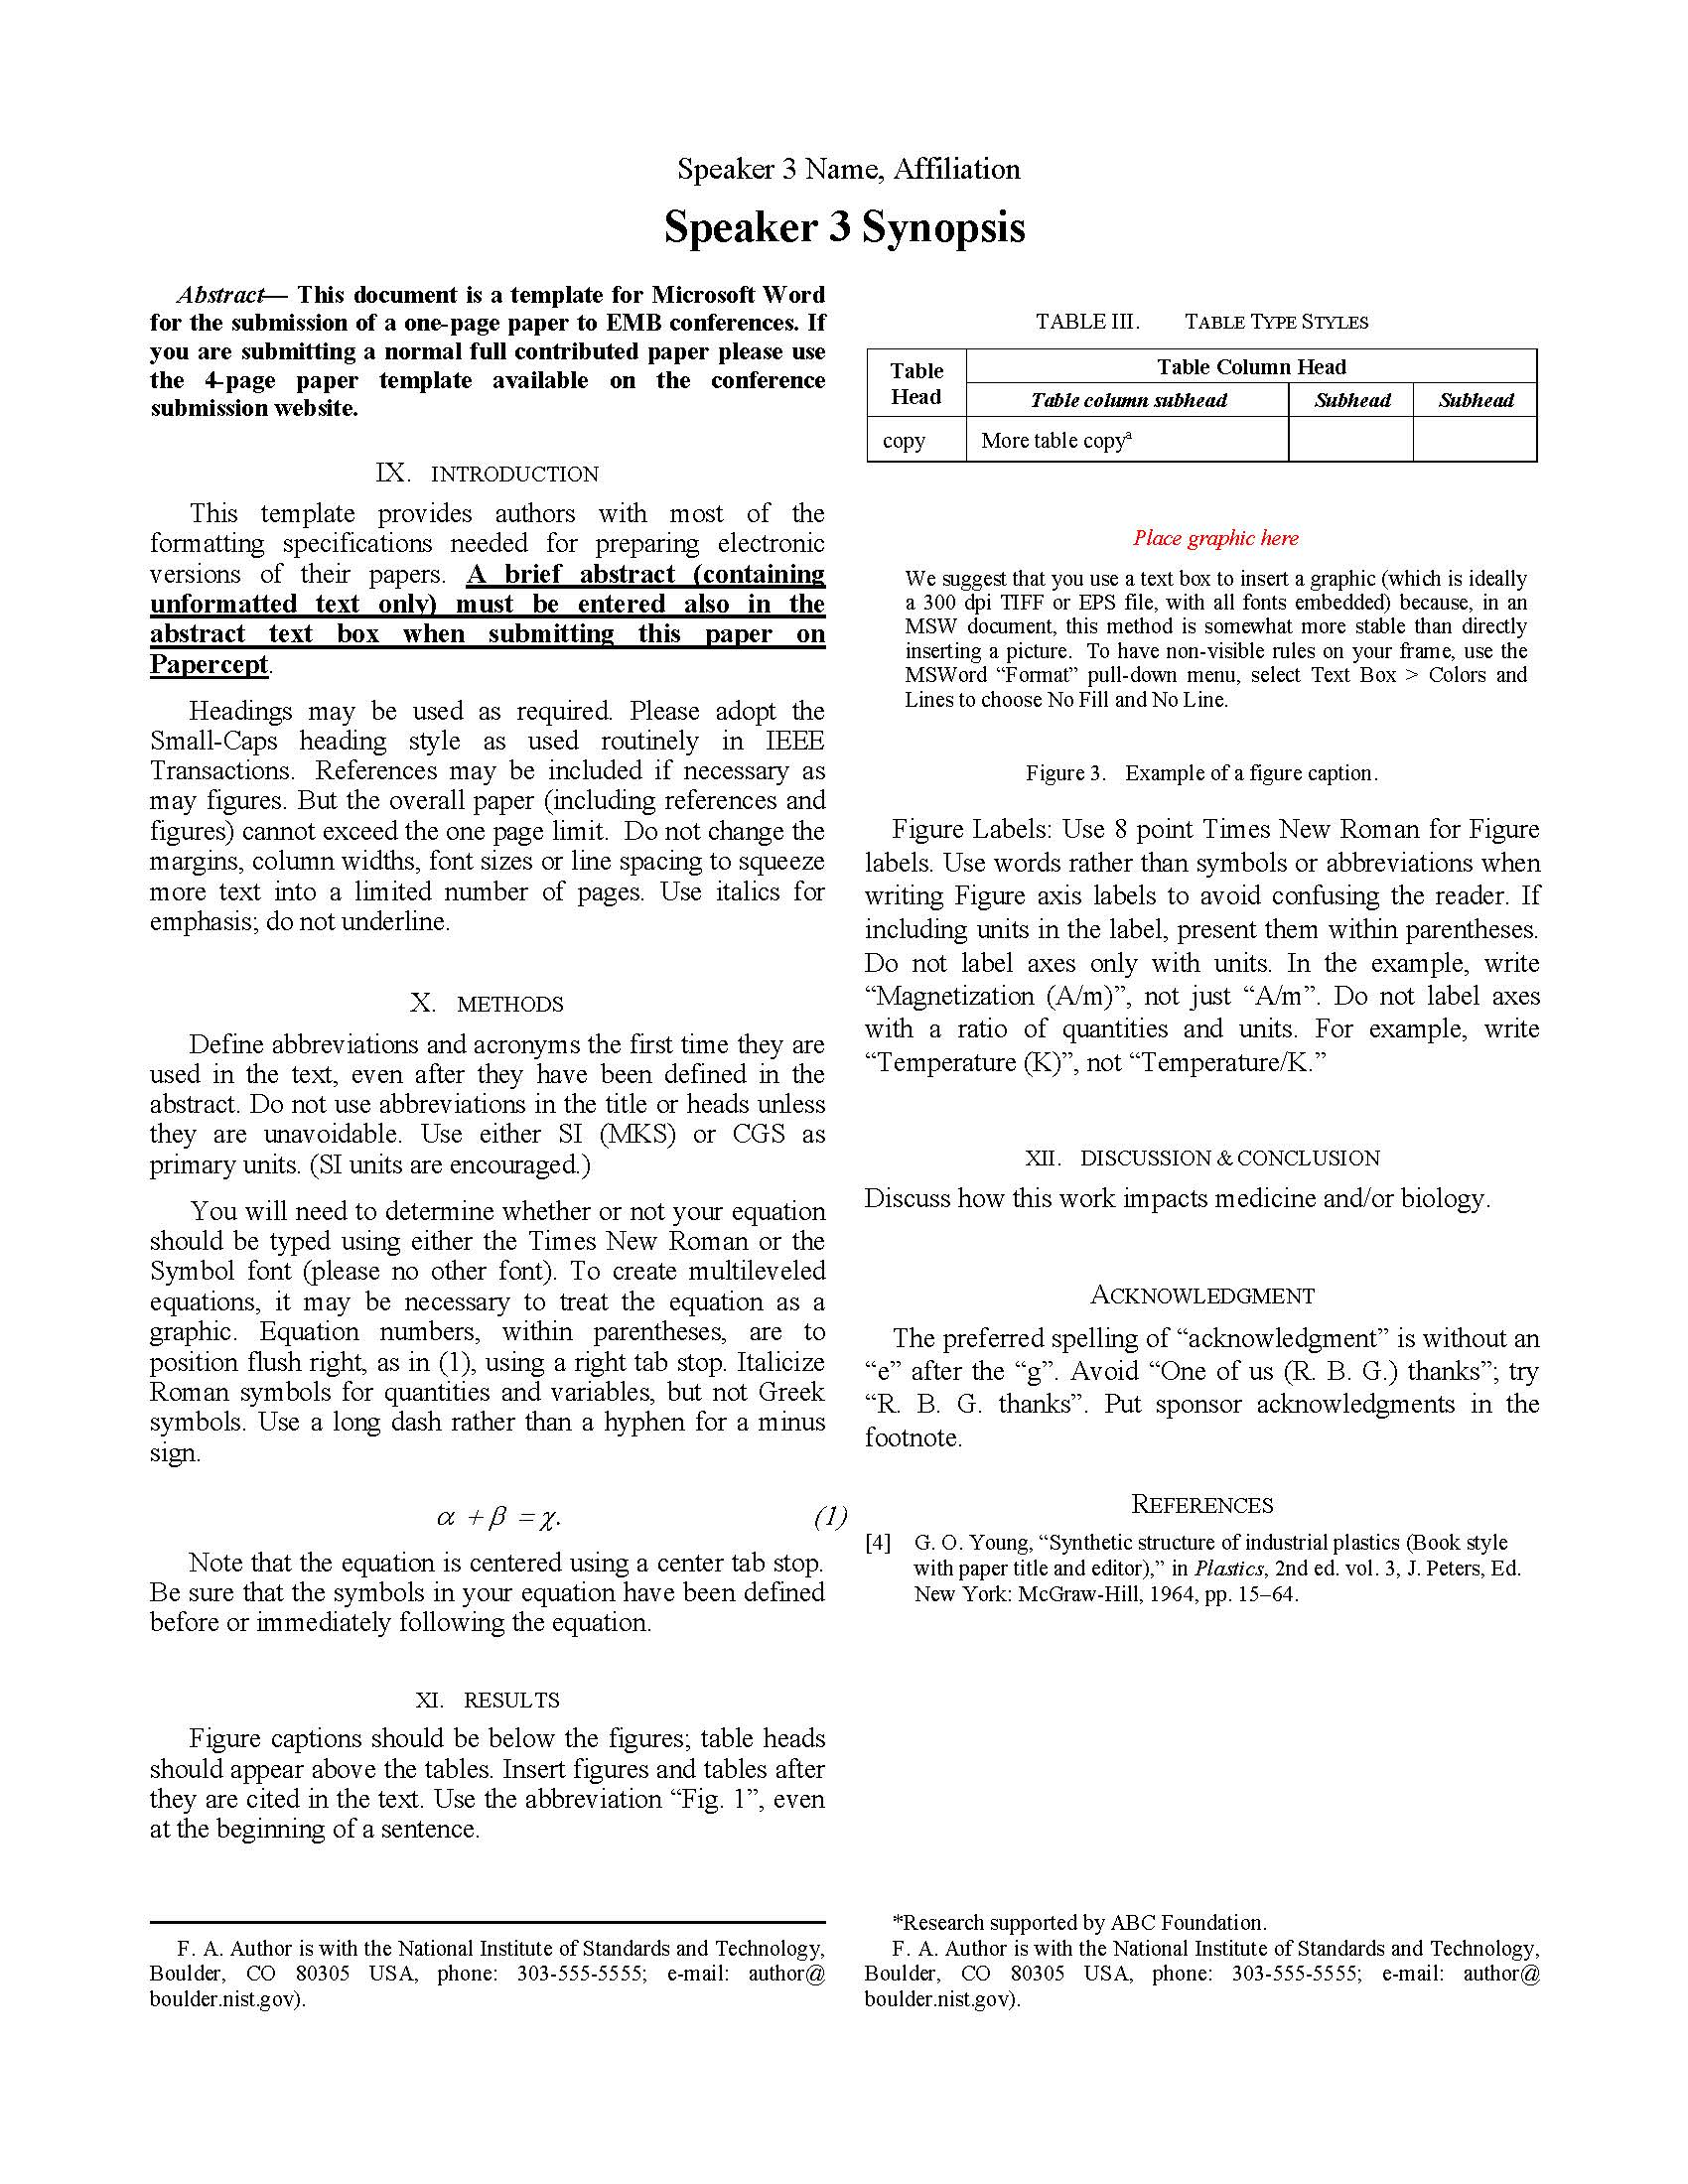 Speaker 3 Name, Affiliation
Speaker 3 Synopsis
Abstract— This document is a template for Microsoft Word
for the submission of a one-page paper to EMB conferences. If
you are submitting a normal full contributed paper please use
the 4-page paper template available on the conference
submission website.
IX. INTRODUCTION
This template provides authors with most of the
formatting specifications needed for preparing electronic
versions of their papers. A brief abstract (containing
unformatted text only) must be entered also in the
abstract text box when submitting this paper on
Papercept.
Headings may be used as required. Please adopt the
Small-Caps heading style as used routinely in IEEE
Transactions. References may be included if necessary as
may figures. But the overall paper (including references and
figures) cannot exceed the one page limit. Do not change the
margins, column widths, font sizes or line spacing to squeeze
more text into a limited number of pages. Use italics for
emphasis; do not underline.
X. METHODS
Define abbreviations and acronyms the first time they are
used in the text, even after they have been defined in the
abstract. Do not use abbreviations in the title or heads unless
they are unavoidable. Use either SI (MKS) or CGS as
primary units. (SI units are encouraged.)
You will need to determine whether or not your equation
should be typed using either the Times New Roman or the
Symbol font (please no other font). To create multileveled
equations, it may be necessary to treat the equation as a
graphic. Equation numbers, within parentheses, are to
position flush right, as in (1), using a right tab stop. Italicize
Roman symbols for quantities and variables, but not Greek
symbols. Use a long dash rather than a hyphen for a minus
sign.
α + β = χ. (1)
Note that the equation is centered using a center tab stop.
Be sure that the symbols in your equation have been defined
before or immediately following the equation.
XI. RESULTS
Figure captions should be below the figures; table heads
should appear above the tables. Insert figures and tables after
they are cited in the text. Use the abbreviation “Fig. 1”, even
at the beginning of a sentence.
F. A. Author is with the National Institute of Standards and Technology,
Boulder, CO 80305 USA, phone: 303-555-5555; e-mail: author@
boulder.nist.gov).
TABLE III. TABLE TYPE STYLES
Table Head
Table Column Head
Table column subhead Subhead Subhead
copy More table copyᵃ
Place graphic here
We suggest that you use a text box to insert a graphic (which is ideally
a 300 dpi TIFF or EPS file, with all fonts embedded) because, in an
MSW document, this method is somewhat more stable than directly
inserting a picture. To have non-visible rules on your frame, use the
MSWord “Format” pull-down menu, select Text Box > Colors and
Lines to choose No Fill and No Line.
Figure 3. Example of a figure caption.
Figure Labels: Use 8 point Times New Roman for Figure
labels. Use words rather than symbols or abbreviations when
writing Figure axis labels to avoid confusing the reader. If
including units in the label, present them within parentheses.
Do not label axes only with units. In the example, write
“Magnetization (A/m)”, not just “A/m”. Do not label axes
with a ratio of quantities and units. For example, write
“Temperature (K)”, not “Temperature/K.”
XII. DISCUSSION & CONCLUSION
Discuss how this work impacts medicine and/or biology.
ACKNOWLEDGMENT
The preferred spelling of “acknowledgment” is without an
“e” after the “g”. Avoid “One of us (R. B. G.) thanks”; try
“R. B. G. thanks”. Put sponsor acknowledgments in the
footnote.
REFERENCES
[4] G. O. Young, “Synthetic structure of industrial plastics (Book style
with paper title and editor),” in Plastics, 2nd ed. vol. 3, J. Peters, Ed.
New York: McGraw-Hill, 1964, pp. 15–64.
*Research supported by ABC Foundation.
F. A. Author is with the National Institute of Standards and Technology,
Boulder, CO 80305 USA, phone: 303-555-5555; e-mail: author@
boulder.nist.gov).